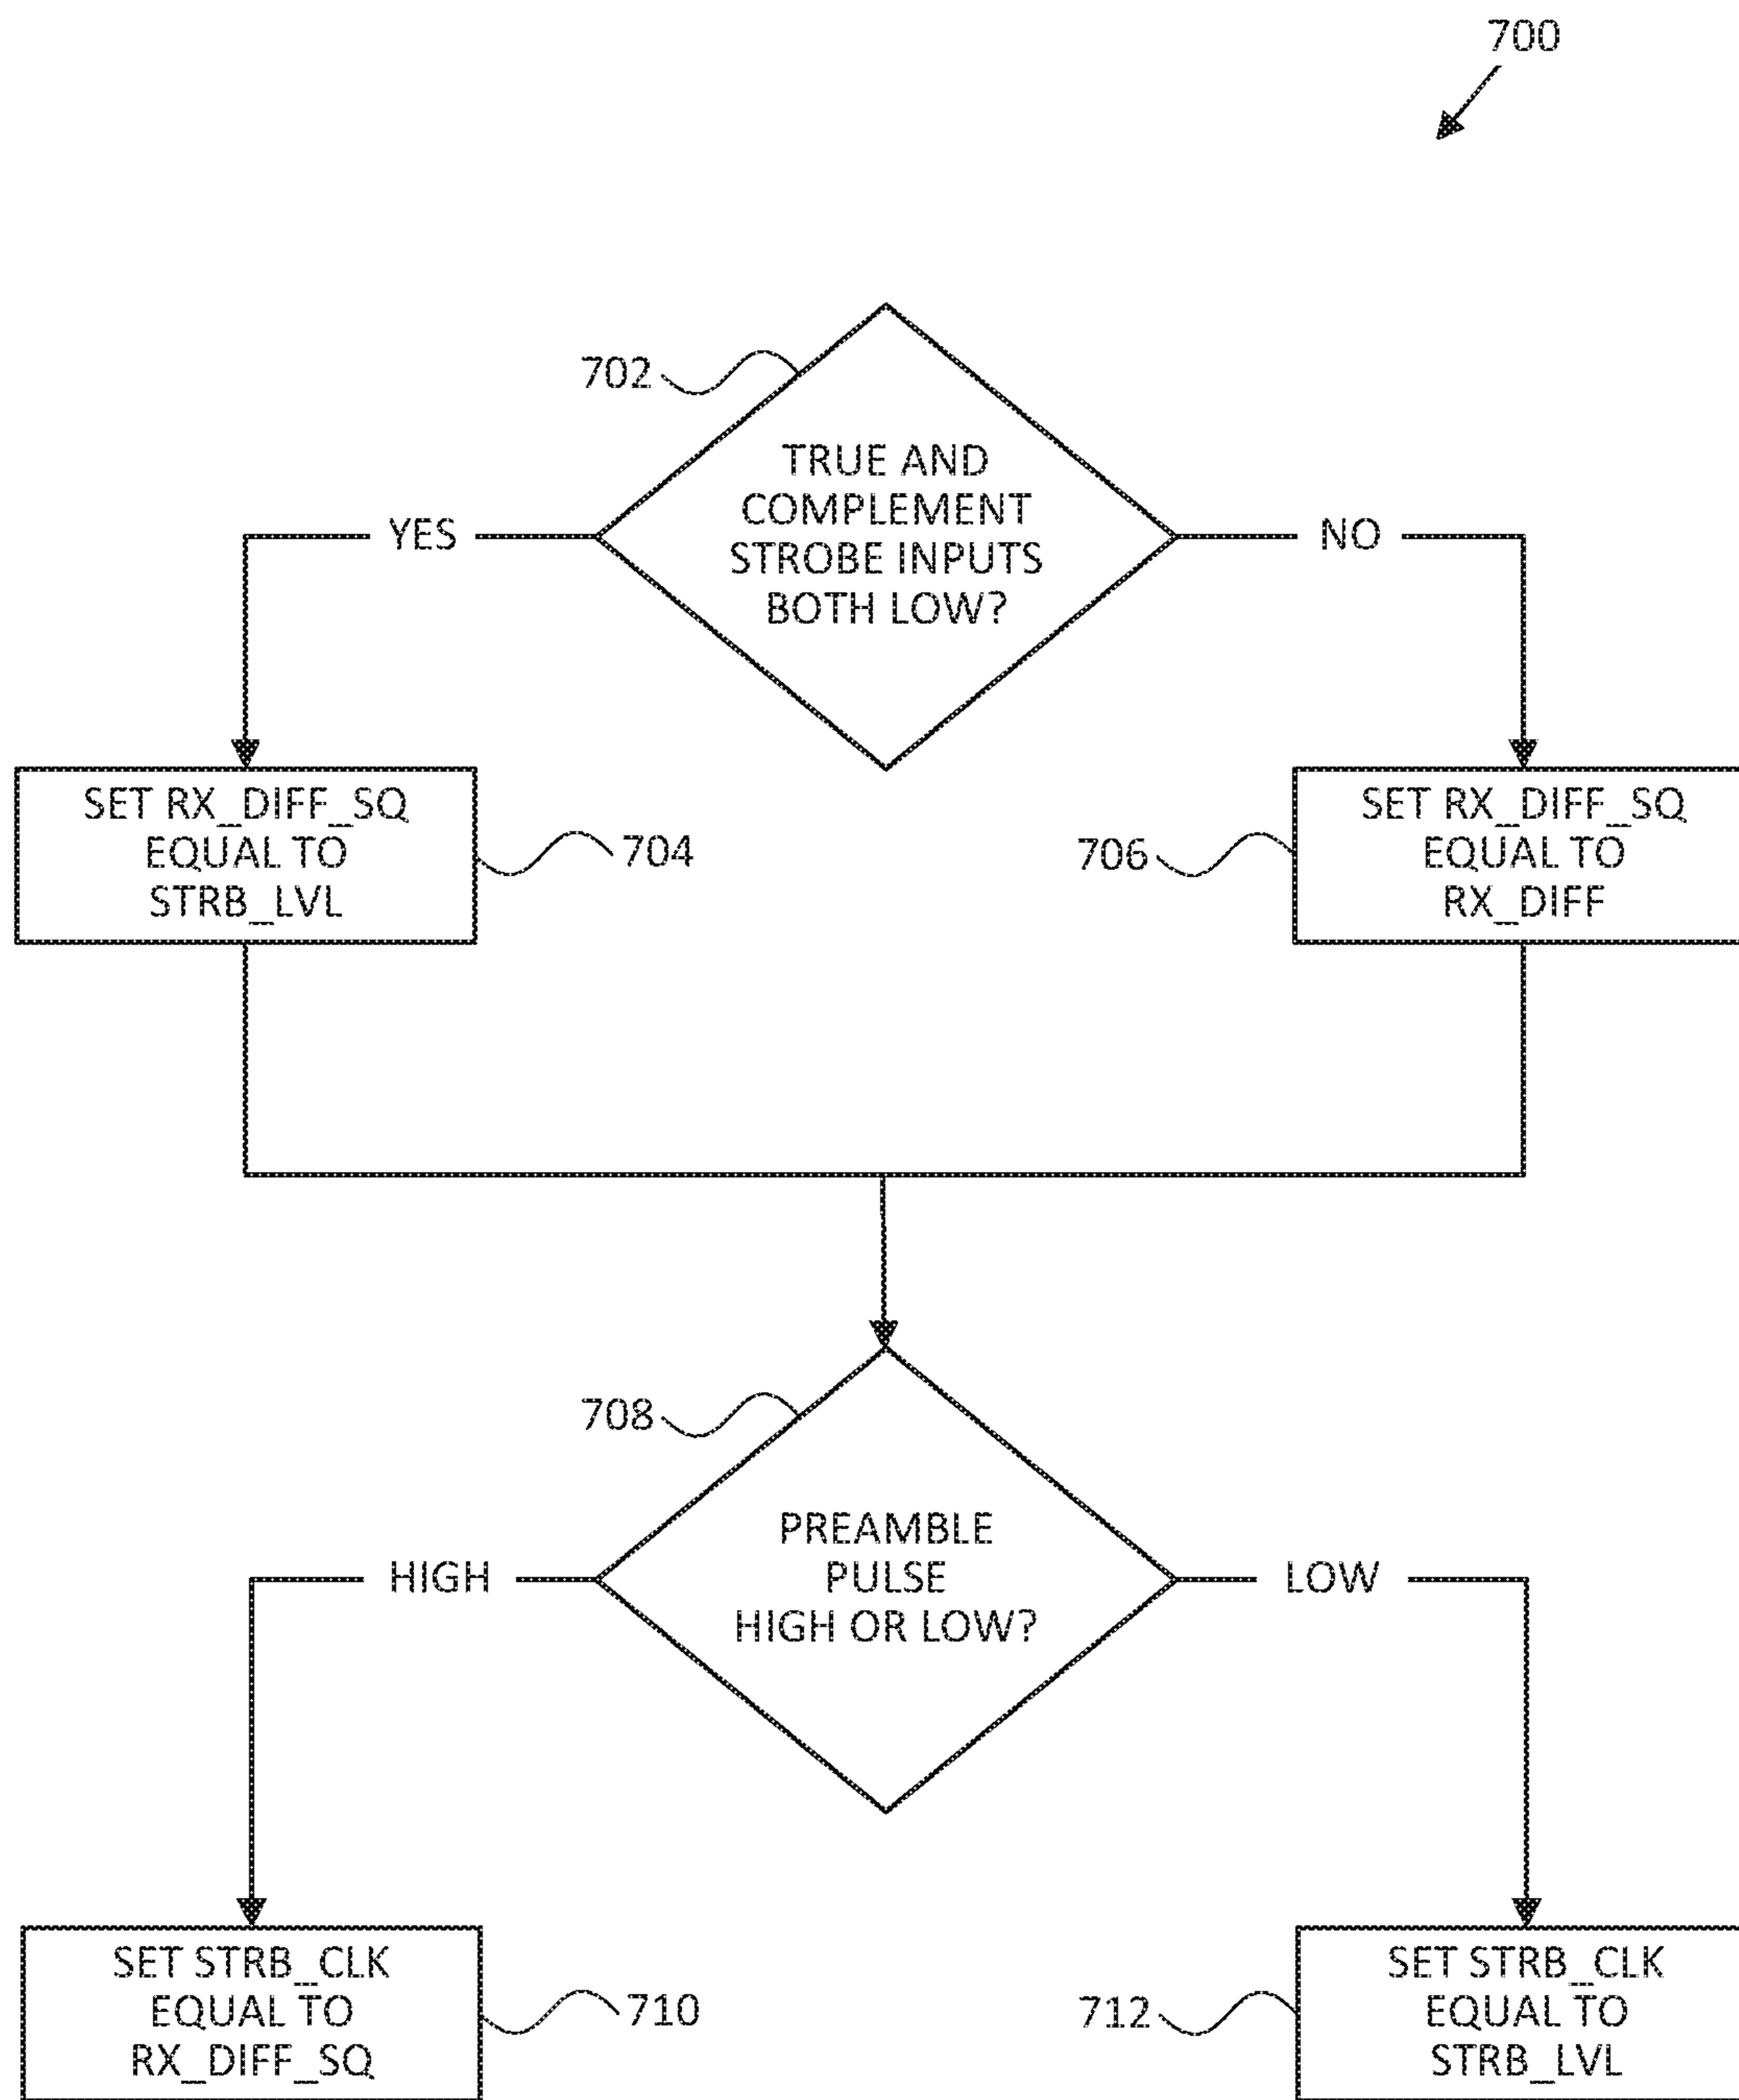 700
702
TRUE AND
COMPLEMENT
STROBE INPUTS
BOTH LOW?
YES
NO
SET RX_DIFF_SQ
EQUAL TO
STRB_LVL
704
706
SET RX_DIFF_SQ
EQUAL TO
RX_DIFF
708
PREAMBLE
PULSE
HIGH OR LOW?
HIGH
LOW
SET STRB_CLK
EQUAL TO
RX_DIFF_SQ
710
712
SET STRB_CLK
EQUAL TO
STRB_LVL